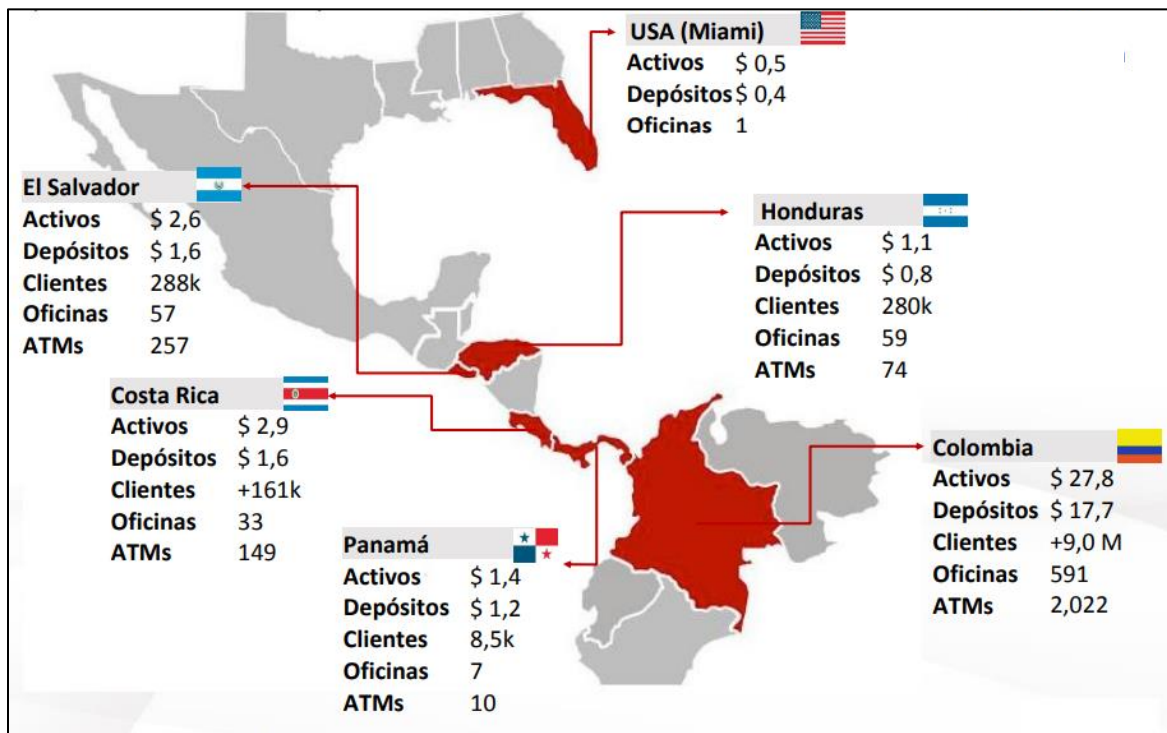 USA (Miami)
Activos $ 0,5
Depósitos $ 0,4
Oficinas 1
El Salvador
Activos $ 2,6
Depósitos $ 1,6
Clientes 288k
Oficinas 57
ATMs 257
Honduras
Activos $ 1,1
Depósitos $ 0,8
Clientes 280k
Oficinas 59
ATMs 74
Costa Rica
Activos $ 2,9
Depósitos $ 1,6
Clientes +161k
Oficinas 33
ATMs 149
Panamá
Activos $ 1,4
Depósitos $ 1,2
Clientes 8,5k
Oficinas 7
ATMs 10
Colombia
Activos $ 27,8
Depósitos $ 17,7
Clientes +9,0 M
Oficinas 591
ATMs 2,022